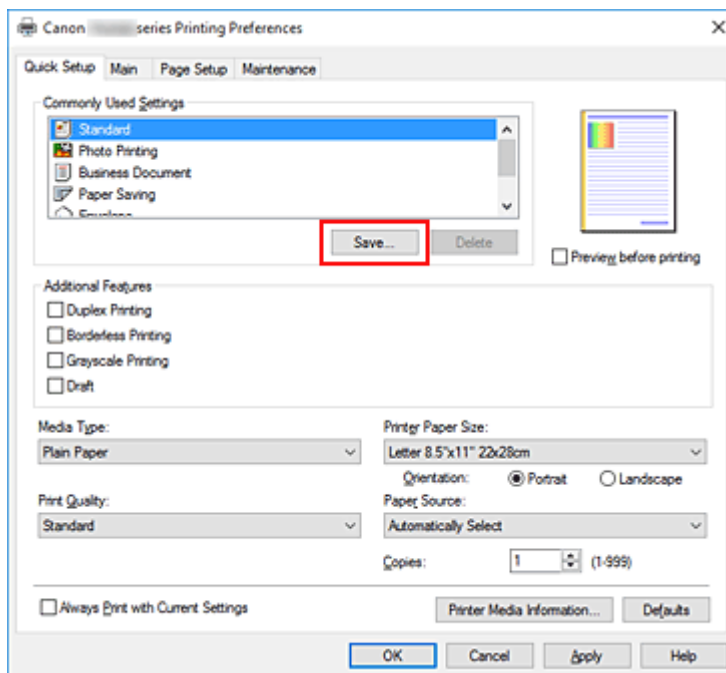 Canon series Printing Preferences
Quick Setup Main Page Setup Maintenance
Commonly Used Settings
Standard
Photo Printing
Business Document
Paper Saving
Envelope
Save... Delete
Preview before printing
Additional Features
Duplex Printing
Borderless Printing
Grayscale Printing
Draft
Media Type: Printer Paper Size:
Plain Paper Letter 8.5"x11" 22x28cm
Orientation: Portrait Landscape
Print Quality: Paper Source:
Standard Automatically Select
Copies: 1 (1-999)
Always Print with Current Settings Printer Media Information... Defaults
OK Cancel Apply Help